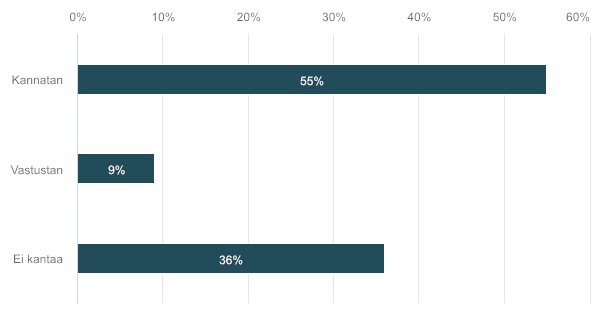 0% 10% 20% 30% 40% 50% 60%
Kannatan 55%
Vastustan 9%
Ei kantaa 36%